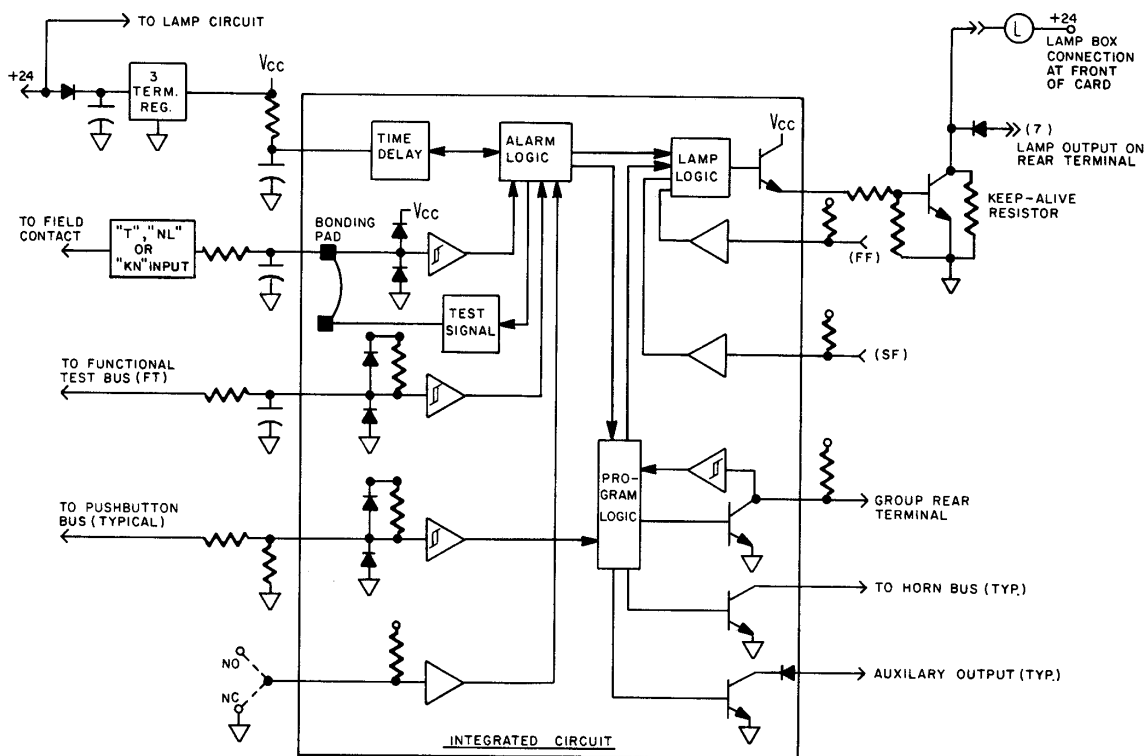 TO LAMP CIRCUIT
+24
3
TERM.
REG.
VCC
TIME
DELAY
ALARM
LOGIC
LAMP
LOGIC
VCC
L
+24
LAMP BOX
CONNECTION
AT FRONT
OF CARD
(7)
LAMP OUTPUT ON
REAR TERMINAL
KEEP-ALIVE
RESISTOR
TO FIELD
CONTACT
"T","NL"
OR
"KN" INPUT
BONDING
PAD
VCC
(FF)
TEST
SIGNAL
(SF)
TO FUNCTIONAL
TEST BUS (FT)
TO PUSHBUTTON
BUS (TYPICAL)
PRO-
GRAM
LOGIC
GROUP REAR
TERMINAL
TO HORN BUS (TYP.)
NO
NC
AUXILARY OUTPUT (TYP.)
INTEGRATED CIRCUIT